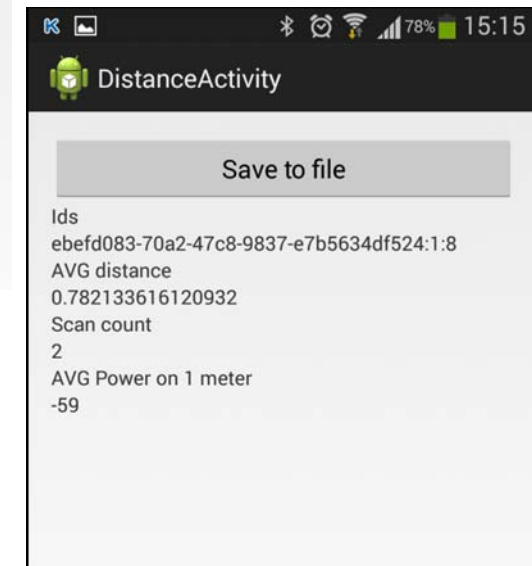 78% 15:15
DistanceActivity
Save to file
Ids
ebefd083-70a2-47c8-9837-e7b5634df524:1:8
AVG distance
0.782133616120932
Scan count
2
AVG Power on 1 meter
-59